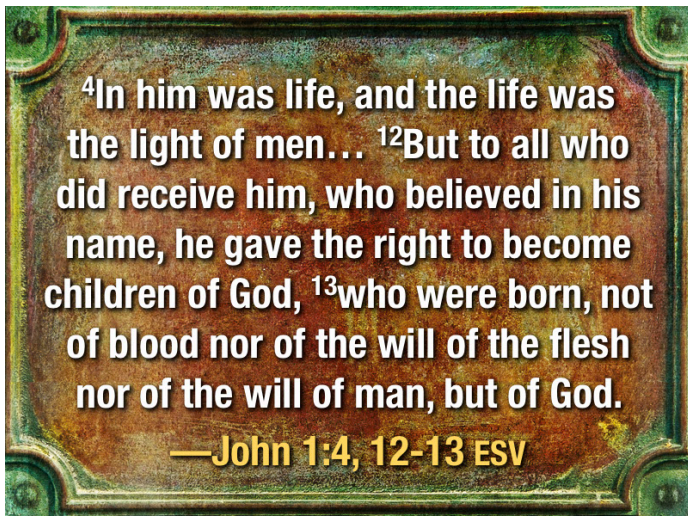 ⁴In him was life, and the life was
the light of men… ¹²But to all who
did receive him, who believed in his
name, he gave the right to become
children of God, ¹³who were born, not
of blood nor of the will of the flesh
nor of the will of man, but of God.
—John 1:4, 12-13 ESV